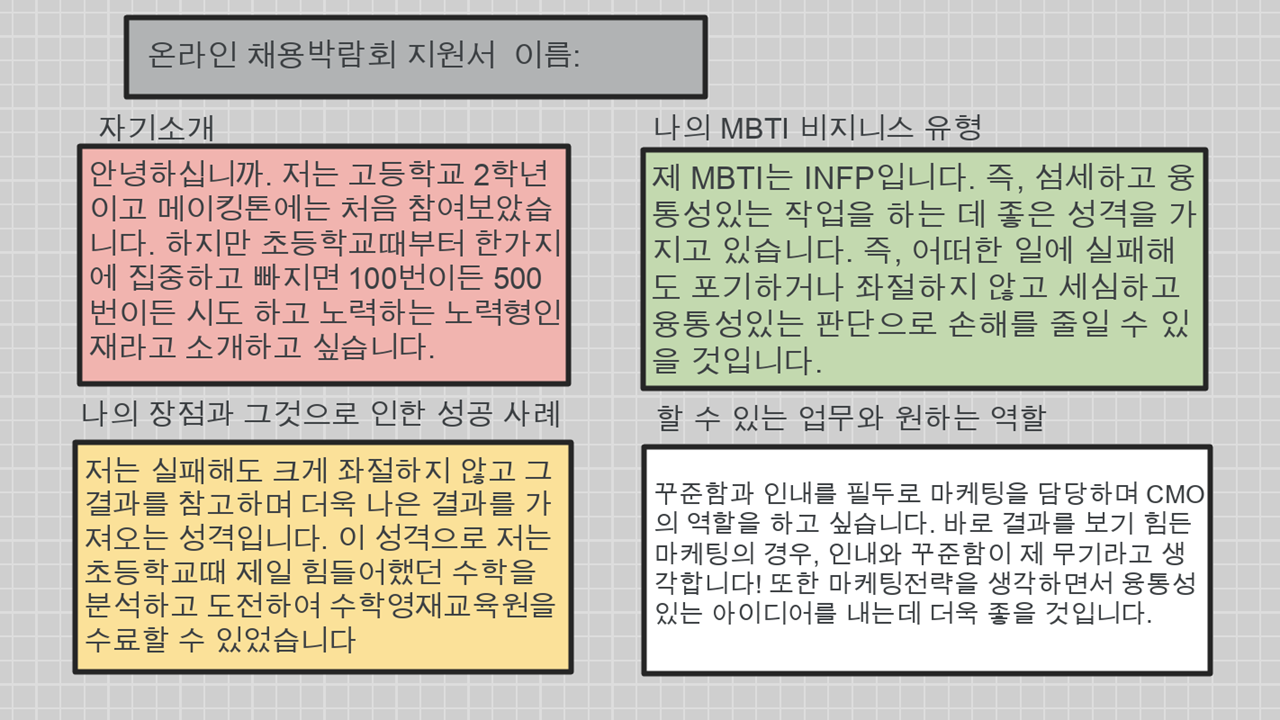 온라인 채용박람회 지원서 이름:
자기소개
안녕하십니까. 저는 고등학교 2학년
이고 메이킹톤에는 처음 참여보았습
니다. 하지만 초등학교때부터 한가지
에 집중하고 빠지면 100번이든 500
번이든 시도 하고 노력하는 노력형인
재라고 소개하고 싶습니다.
나의 MBTI 비지니스 유형
제 MBTI는 INFP입니다. 즉, 섬세하고 융
통성있는 작업을 하는 데 좋은 성격을 가
지고 있습니다. 즉, 어떠한 일에 실패해
도 포기하거나 좌절하지 않고 세심하고
융통성있는 판단으로 손해를 줄일 수 있
을 것입니다.
나의 장점과 그것으로 인한 성공 사례
저는 실패해도 크게 좌절하지 않고 그
결과를 참고하며 더욱 나은 결과를 가
져오는 성격입니다. 이 성격으로 저는
초등학교때 제일 힘들어했던 수학을
분석하고 도전하여 수학영재교육원을
수료할 수 있었습니다
할 수 있는 업무와 원하는 역할
꾸준함과 인내를 필두로 마케팅을 담당하며 CMO
의 역할을 하고 싶습니다. 바로 결과를 보기 힘든
마케팅의 경우, 인내와 꾸준함이 제 무기라고 생
각합니다! 또한 마케팅전략을 생각하면서 융통성
있는 아이디어를 내는데 더욱 좋을 것입니다.